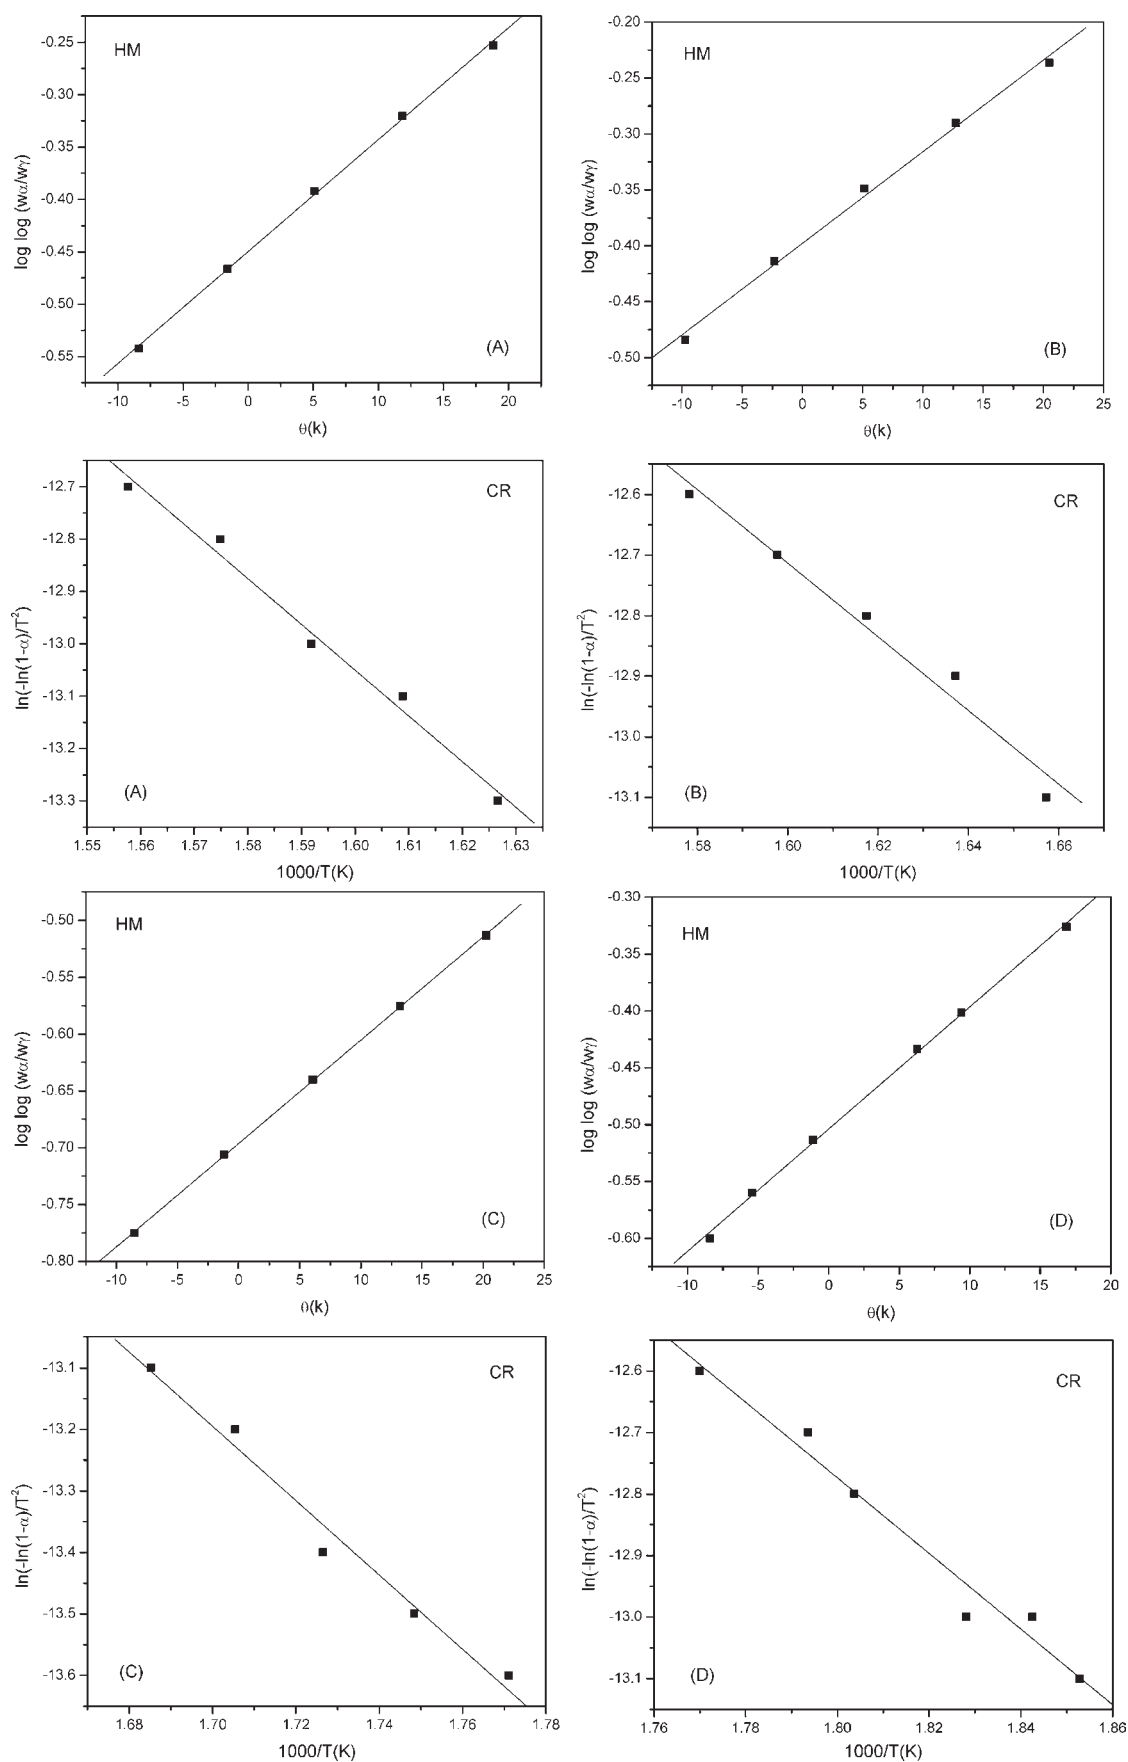 HM
-0.25
-0.30
-0.35
-0.40
-0.45
-0.50
-0.55
log log (wα/wγ)
(A)
-10 -5 0 5 10 15 20
θ(k)
HM
-0.20
-0.25
-0.30
-0.35
-0.40
-0.45
-0.50
log log (wα/wγ)
(B)
-10 -5 0 5 10 15 20 25
θ(k)
CR
-12.7
-12.8
-12.9
-13.0
-13.1
-13.2
-13.3
ln(-ln(1-α)/T²)
(A)
1.55 1.56 1.57 1.58 1.59 1.60 1.61 1.62 1.63
1000/T(K)
CR
-12.6
-12.7
-12.8
-12.9
-13.0
-13.1
ln(-ln(1-α)/T²)
(B)
1.58 1.60 1.62 1.64 1.66
1000/T(K)
HM
-0.50
-0.55
-0.60
-0.65
-0.70
-0.75
-0.80
log log (wα/wγ)
(C)
-10 -5 0 5 10 15 20 25
θ(k)
HM
-0.30
-0.35
-0.40
-0.45
-0.50
-0.55
-0.60
log log (wα/wγ)
(D)
-10 -5 0 5 10 15 20
θ(k)
CR
-13.1
-13.2
-13.3
-13.4
-13.5
-13.6
ln(-ln(1-α)/T²)
(C)
1.68 1.70 1.72 1.74 1.76 1.78
1000/T(K)
CR
-12.6
-12.7
-12.8
-12.9
-13.0
-13.1
ln(-ln(1-α)/T²)
(D)
1.76 1.78 1.80 1.82 1.84 1.86
1000/T(K)